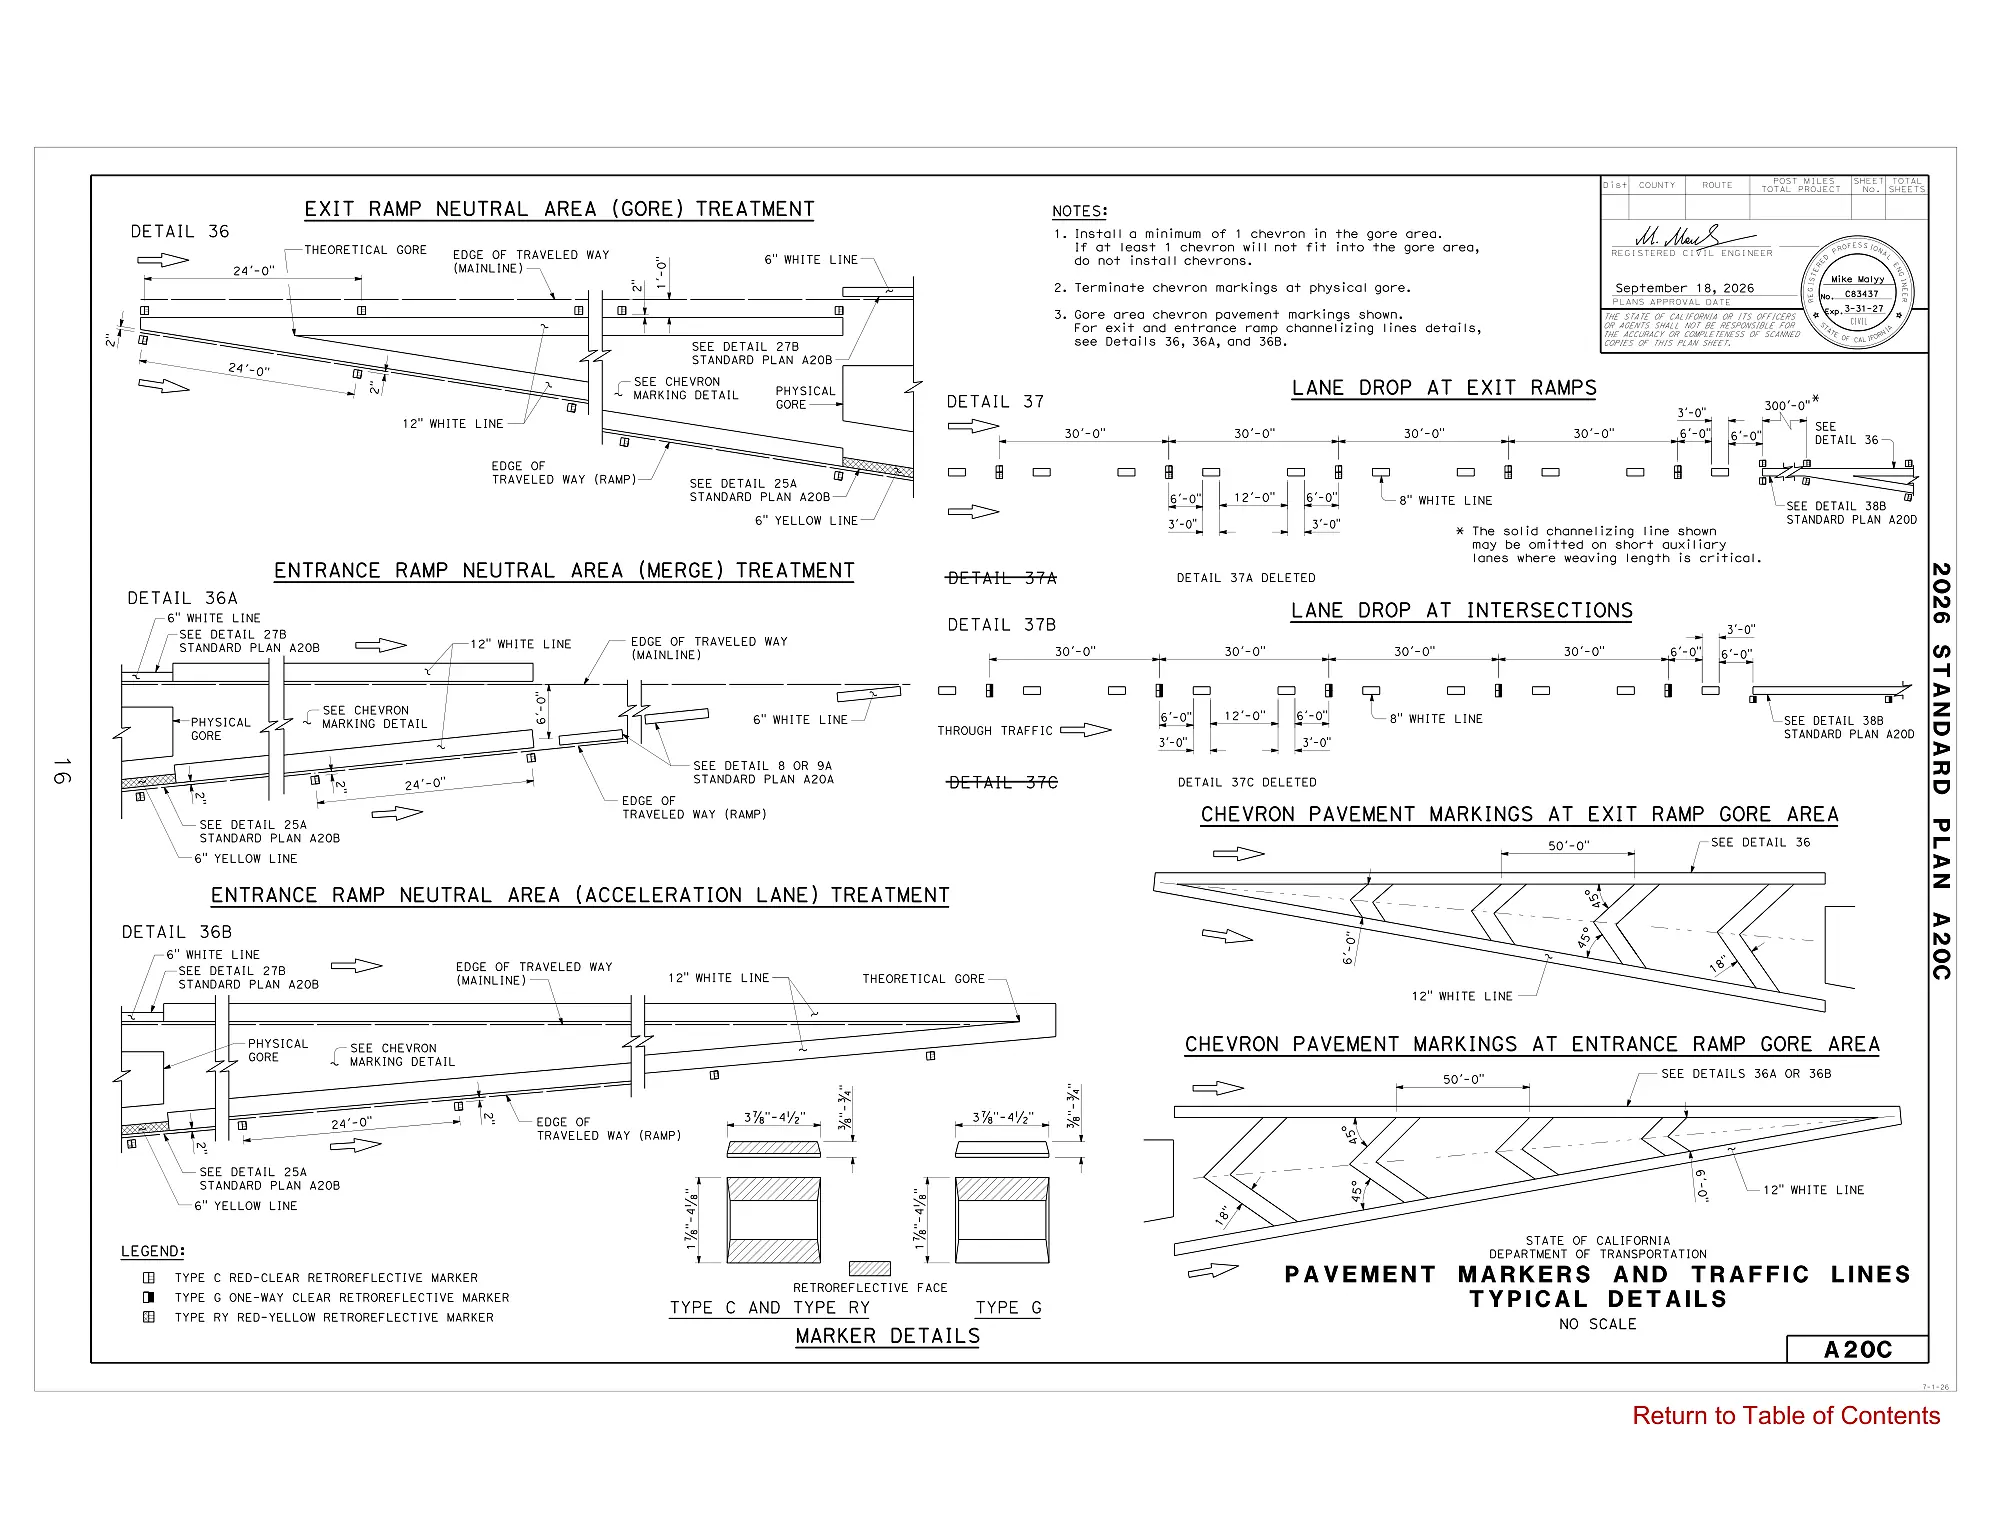 EXIT RAMP NEUTRAL AREA (GORE) TREATMENT
DETAIL 36
THEORETICAL GORE
EDGE OF TRAVELED WAY
(MAINLINE)
24'-0"
2"
1'-0"
6" WHITE LINE
2"
24'-0"
2"
SEE DETAIL 27B
STANDARD PLAN A20B
SEE CHEVRON
MARKING DETAIL
PHYSICAL
GORE
12" WHITE LINE
EDGE OF
TRAVELED WAY (RAMP)
SEE DETAIL 25A
STANDARD PLAN A20B
6" YELLOW LINE
ENTRANCE RAMP NEUTRAL AREA (MERGE) TREATMENT
DETAIL 36A
6" WHITE LINE
SEE DETAIL 27B
STANDARD PLAN A20B
12" WHITE LINE
EDGE OF TRAVELED WAY
(MAINLINE)
PHYSICAL
GORE
SEE CHEVRON
MARKING DETAIL
6'-0"
6" WHITE LINE
2"
2"
24'-0"
SEE DETAIL 8 OR 9A
STANDARD PLAN A20A
EDGE OF
TRAVELED WAY (RAMP)
SEE DETAIL 25A
STANDARD PLAN A20B
6" YELLOW LINE
ENTRANCE RAMP NEUTRAL AREA (ACCELERATION LANE) TREATMENT
DETAIL 36B
6" WHITE LINE
SEE DETAIL 27B
STANDARD PLAN A20B
EDGE OF TRAVELED WAY
(MAINLINE)
12" WHITE LINE
THEORETICAL GORE
PHYSICAL
GORE
SEE CHEVRON
MARKING DETAIL
2"
24'-0"
2"
EDGE OF
TRAVELED WAY (RAMP)
SEE DETAIL 25A
STANDARD PLAN A20B
6" YELLOW LINE
LEGEND:
TYPE C RED-CLEAR RETROREFLECTIVE MARKER
TYPE G ONE-WAY CLEAR RETROREFLECTIVE MARKER
TYPE RY RED-YELLOW RETROREFLECTIVE MARKER
3⅞"-4½"
⅜"-¾"
1⅞"-4⅛"
3⅞"-4½"
⅜"-¾"
1⅞"-4⅛"
RETROREFLECTIVE FACE
TYPE C AND TYPE RY
TYPE G
MARKER DETAILS
NOTES:
1. Install a minimum of 1 chevron in the gore area.
If at least 1 chevron will not fit into the gore area,
do not install chevrons.
2. Terminate chevron markings at physical gore.
3. Gore area chevron pavement markings shown.
For exit and entrance ramp channelizing lines details,
see Details 36, 36A, and 36B.
Dist COUNTY ROUTE POST MILES TOTAL PROJECT SHEET No. TOTAL SHEETS
REGISTERED CIVIL ENGINEER
September 18, 2026
PLANS APPROVAL DATE
THE STATE OF CALIFORNIA OR ITS OFFICERS
OR AGENTS SHALL NOT BE RESPONSIBLE FOR
THE ACCURACY OR COMPLETENESS OF SCANNED
COPIES OF THIS PLAN SHEET.
REGISTERED PROFESSIONAL ENGINEER
Mike Malyy
No. C83437
Exp. 3-31-27
CIVIL
STATE OF CALIFORNIA
LANE DROP AT EXIT RAMPS
DETAIL 37
30'-0" 30'-0" 30'-0" 30'-0"
3'-0"
6'-0" 6'-0"
300'-0"*
SEE
DETAIL 36
6'-0" 12'-0" 6'-0"
3'-0" 3'-0"
8" WHITE LINE
SEE DETAIL 38B
STANDARD PLAN A20D
* The solid channelizing line shown
may be omitted on short auxiliary
lanes where weaving length is critical.
DETAIL 37A
DETAIL 37A DELETED
LANE DROP AT INTERSECTIONS
DETAIL 37B
30'-0" 30'-0" 30'-0" 30'-0"
3'-0"
6'-0" 6'-0"
6'-0" 12'-0" 6'-0"
3'-0" 3'-0"
8" WHITE LINE
THROUGH TRAFFIC
SEE DETAIL 38B
STANDARD PLAN A20D
DETAIL 37C
DETAIL 37C DELETED
CHEVRON PAVEMENT MARKINGS AT EXIT RAMP GORE AREA
50'-0"
SEE DETAIL 36
45°
45°
6'-0"
18"
12" WHITE LINE
CHEVRON PAVEMENT MARKINGS AT ENTRANCE RAMP GORE AREA
50'-0"
SEE DETAILS 36A OR 36B
45°
45°
18"
6'-0"
12" WHITE LINE
STATE OF CALIFORNIA
DEPARTMENT OF TRANSPORTATION
PAVEMENT MARKERS AND TRAFFIC LINES
TYPICAL DETAILS
NO SCALE
A20C
2026 STANDARD PLAN A20C
16
7-1-26
Return to Table of Contents